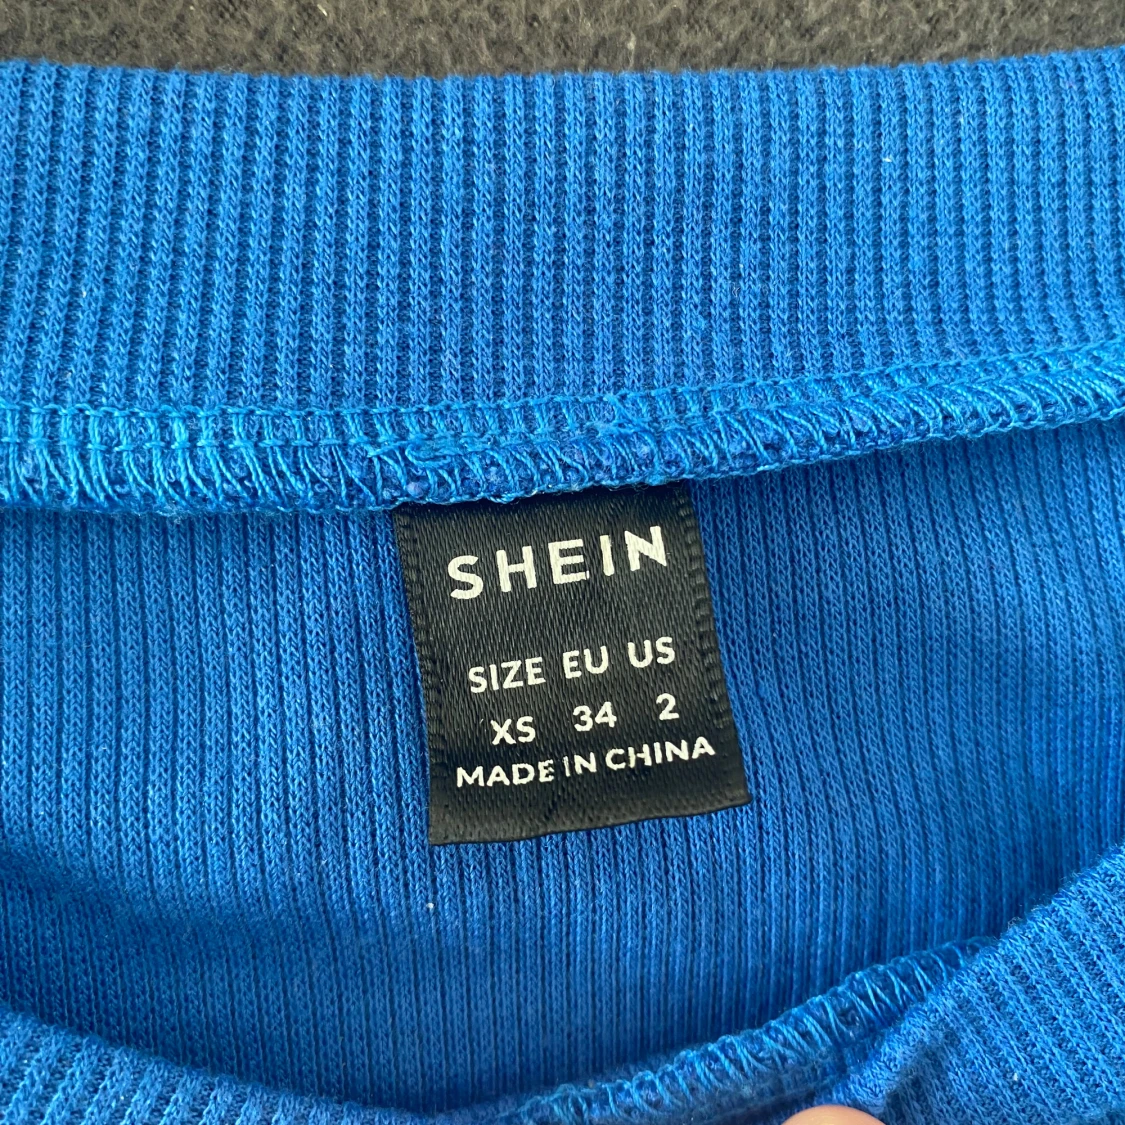 SHEIN
SIZE EU US
XS 34 2
MADE IN CHINA